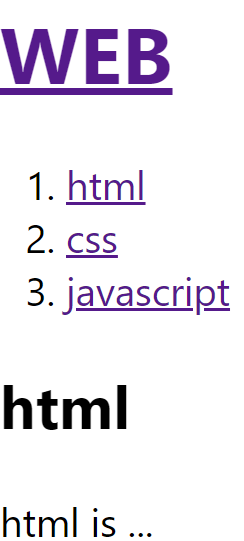 WEB
1. html
2. css
3. javascript
html
html is ...